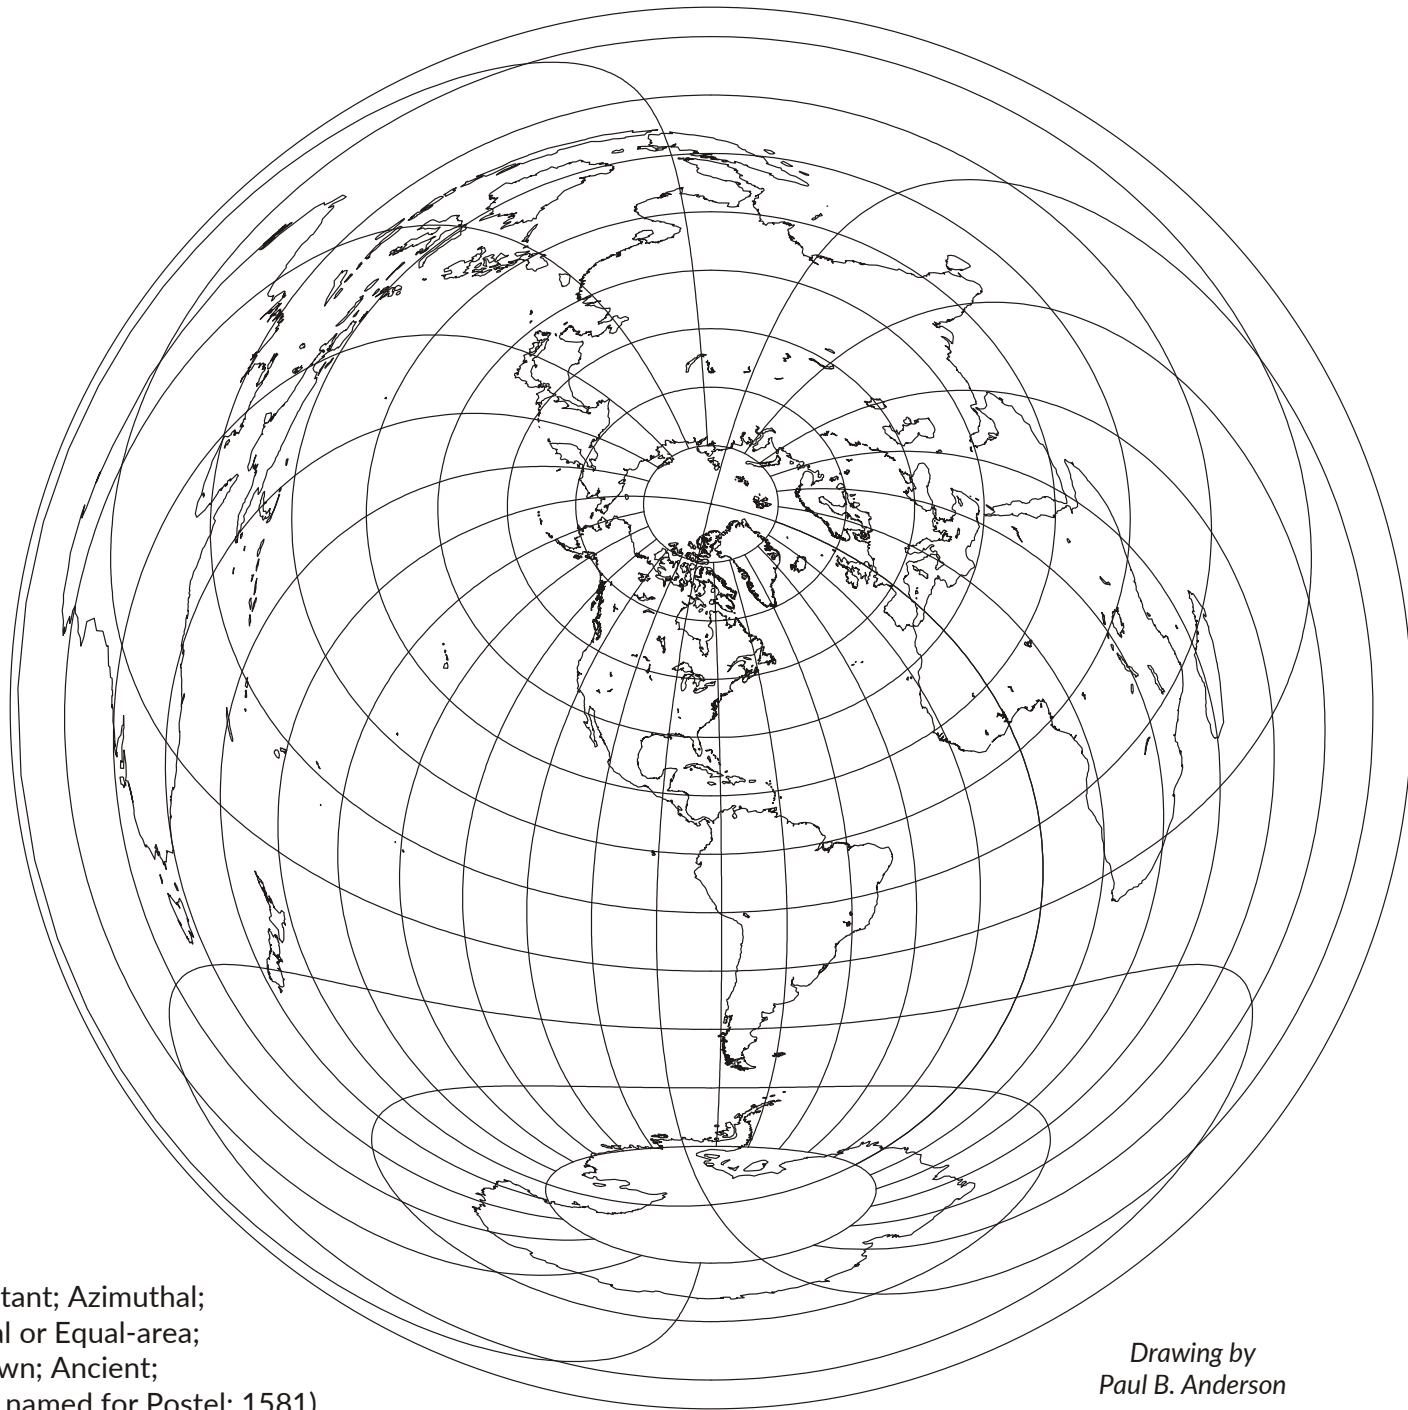 tant; Azimuthal;
al or Equal-area;
wn; Ancient;
named for Postel; 1581)
Drawing by
Paul B. Anderson